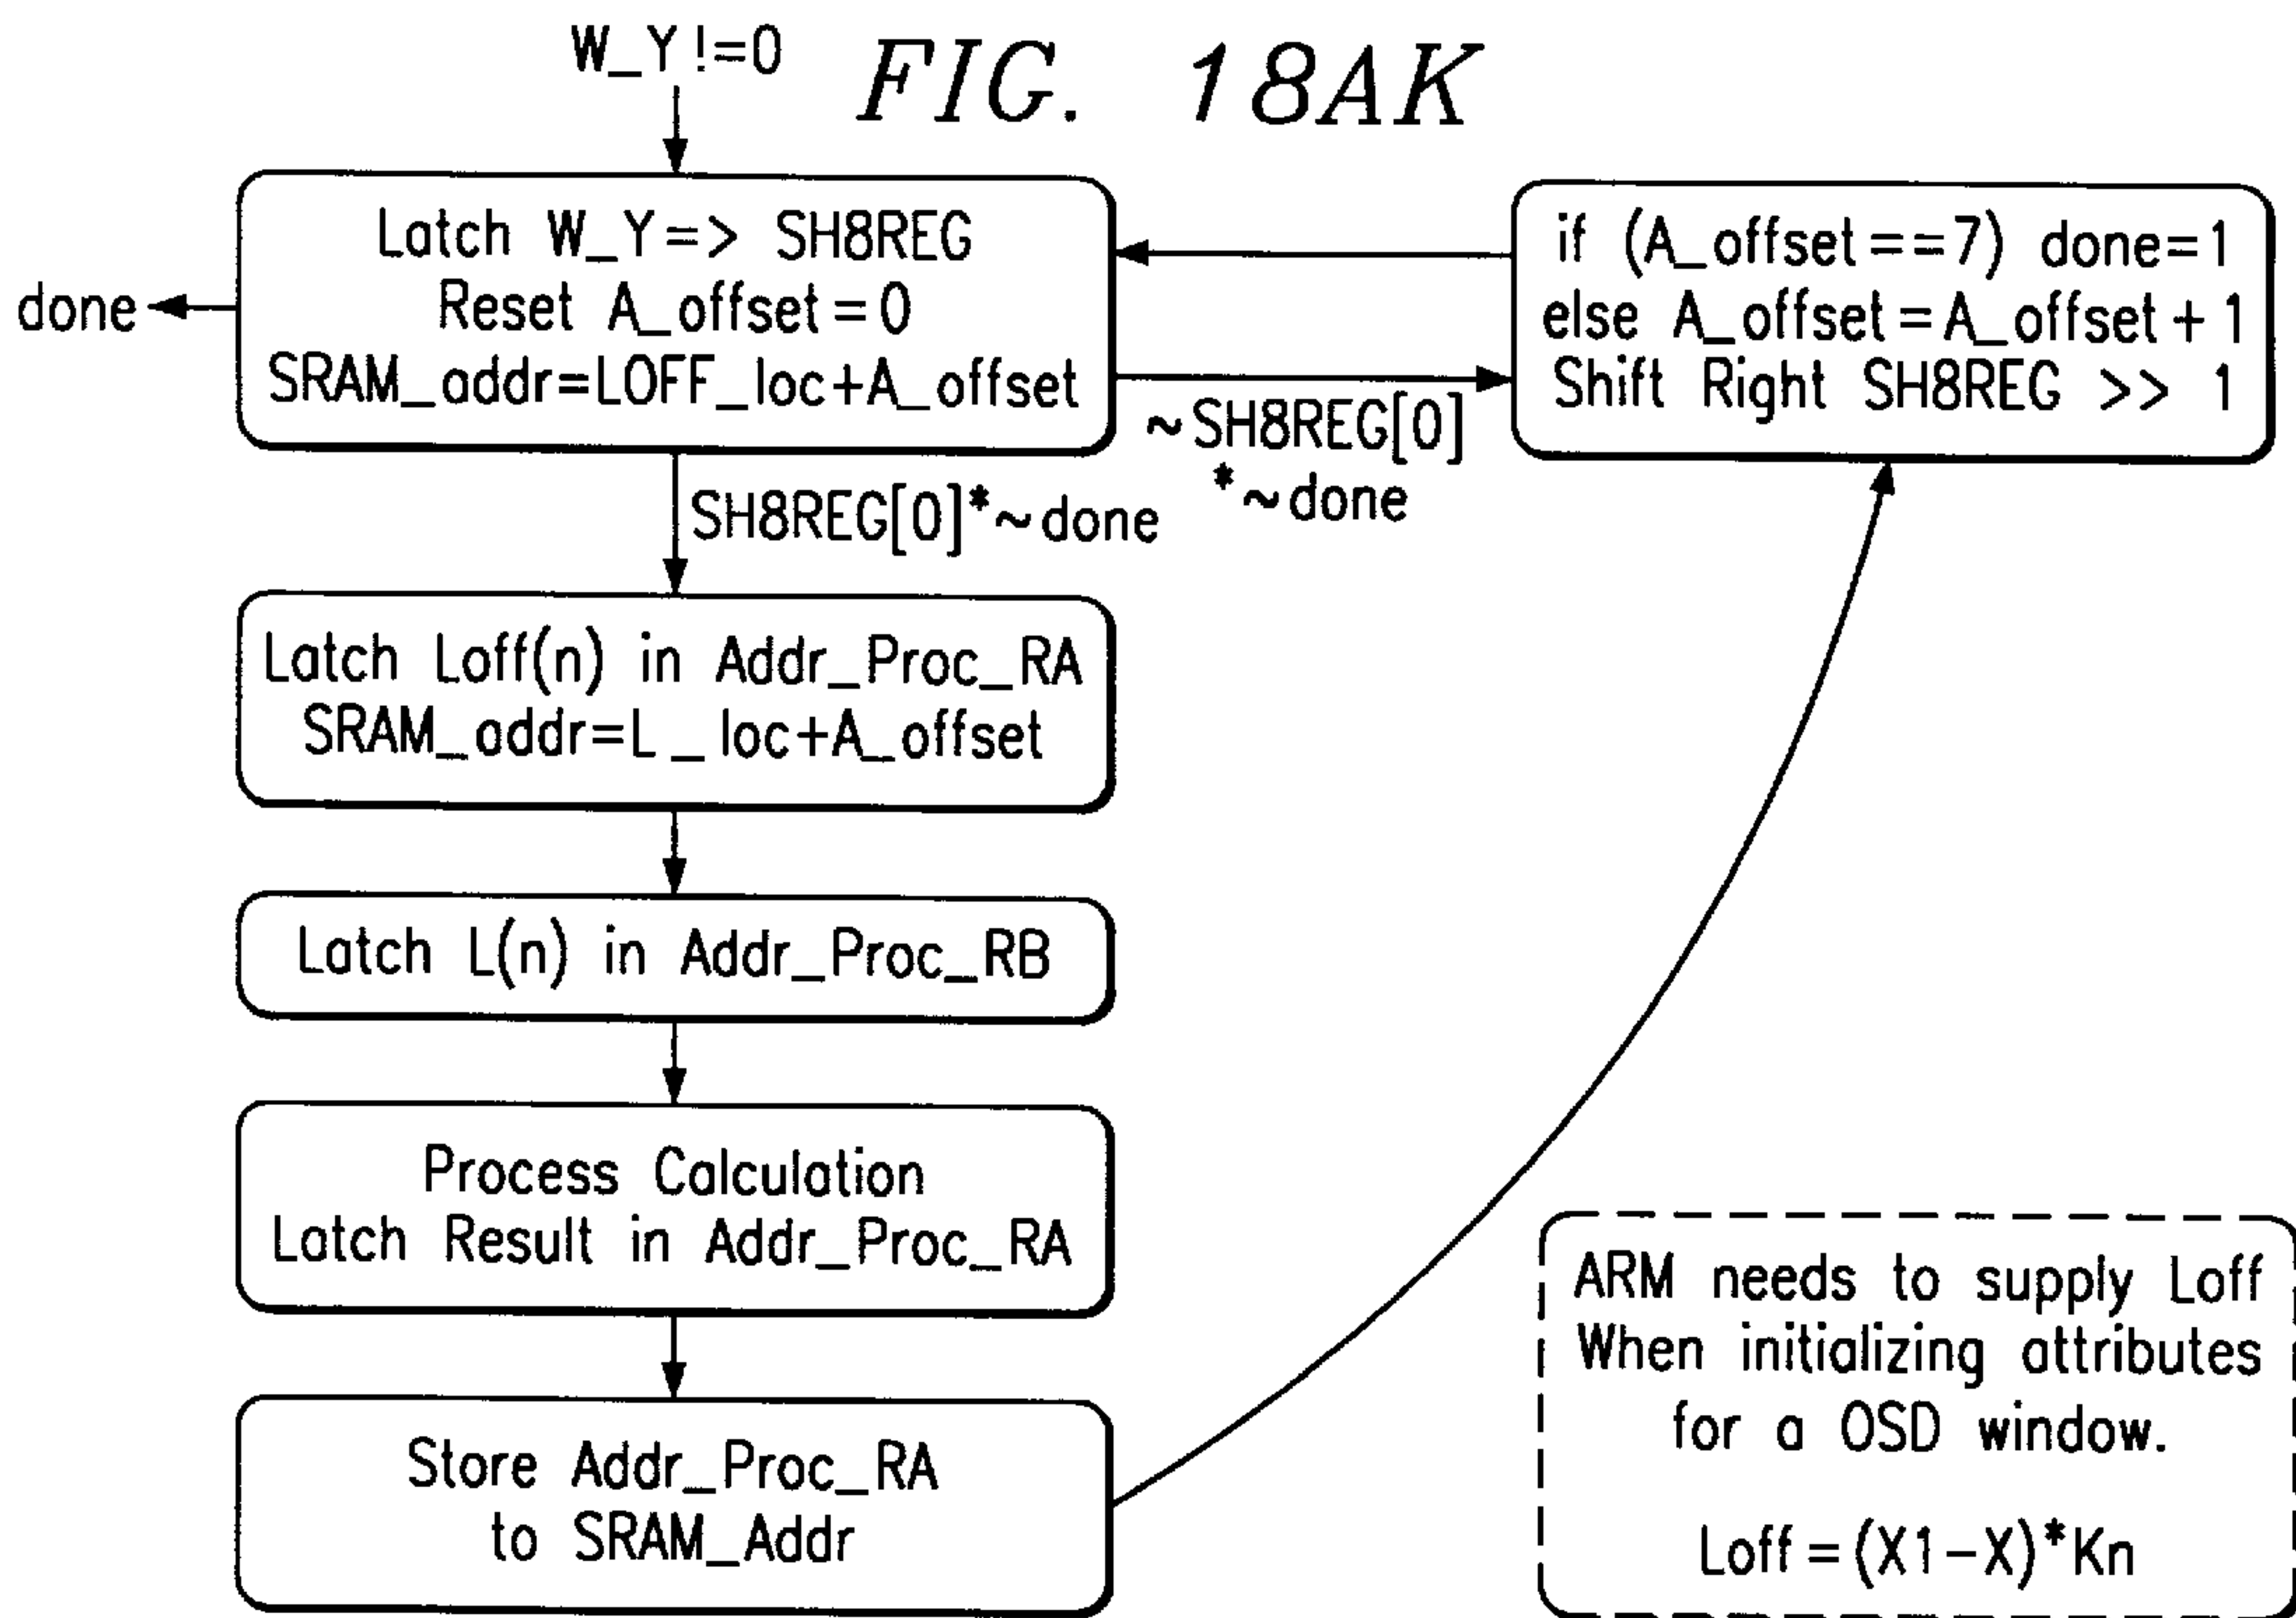 W_Y!=0
FIG. 18AK
Latch W_Y=> SH8REG
Reset A_offset=0
SRAM_addr=LOFF_loc+A_offset
done
if (A_offset==7) done=1
else A_offset=A_offset+1
Shift Right SH8REG >> 1
~SH8REG[0]
*~done
SH8REG[0]*~done
Latch Loff(n) in Addr_Proc_RA
SRAM_addr=L_loc+A_offset
Latch L(n) in Addr_Proc_RB
Process Calculation
Latch Result in Addr_Proc_RA
Store Addr_Proc_RA
to SRAM_Addr
ARM needs to supply Loff
When initializing attributes
for a OSD window.
Loff=(X1-X)*Kn